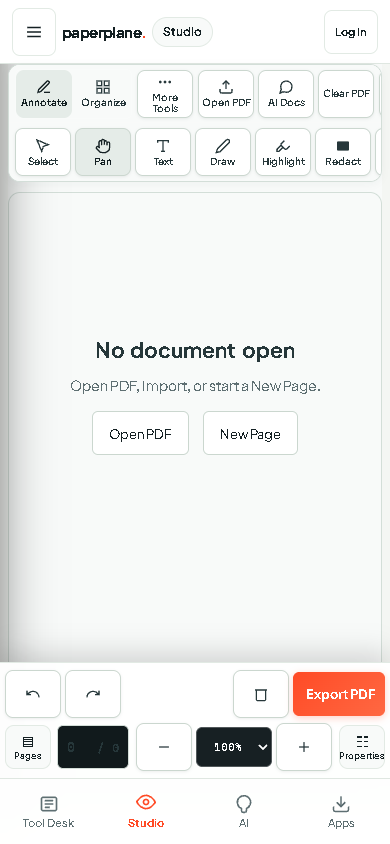 paperplane. Studio Log In
Annotate Organize More Tools Open PDF AI Docs Clear PDF
Select Pan Text Draw Highlight Redact
No document open
Open PDF, Import, or start a New Page.
Open PDF New Page
Export PDF
Pages 0 / 0 100% Properties
Tool Desk Studio AI Apps